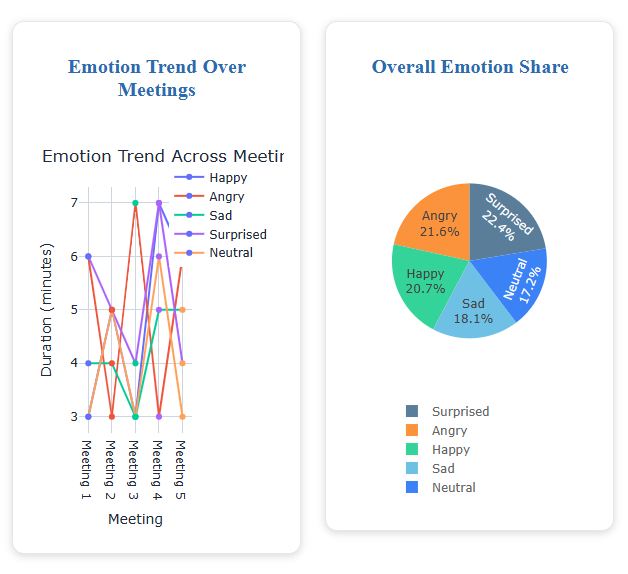 Emotion Trend Over
Meetings
Emotion Trend Across Meetin
Happy
Angry
Sad
Surprised
Neutral
7
6
5
4
3
Duration (minutes)
Meeting 1
Meeting 2
Meeting 3
Meeting 4
Meeting 5
Meeting
Overall Emotion Share
Surprised
22.4%
Angry
21.6%
Neutral
17.2%
Happy
20.7%
Sad
18.1%
Surprised
Angry
Happy
Sad
Neutral